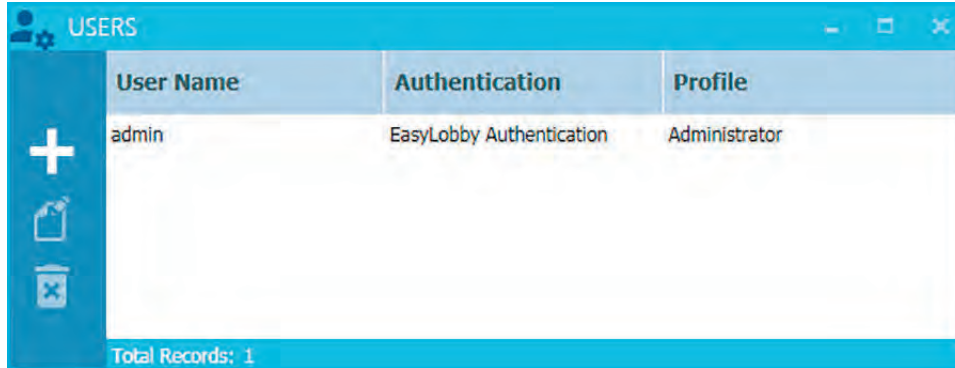 USERS
User Name Authentication Profile
admin EasyLobby Authentication Administrator
Total Records: 1